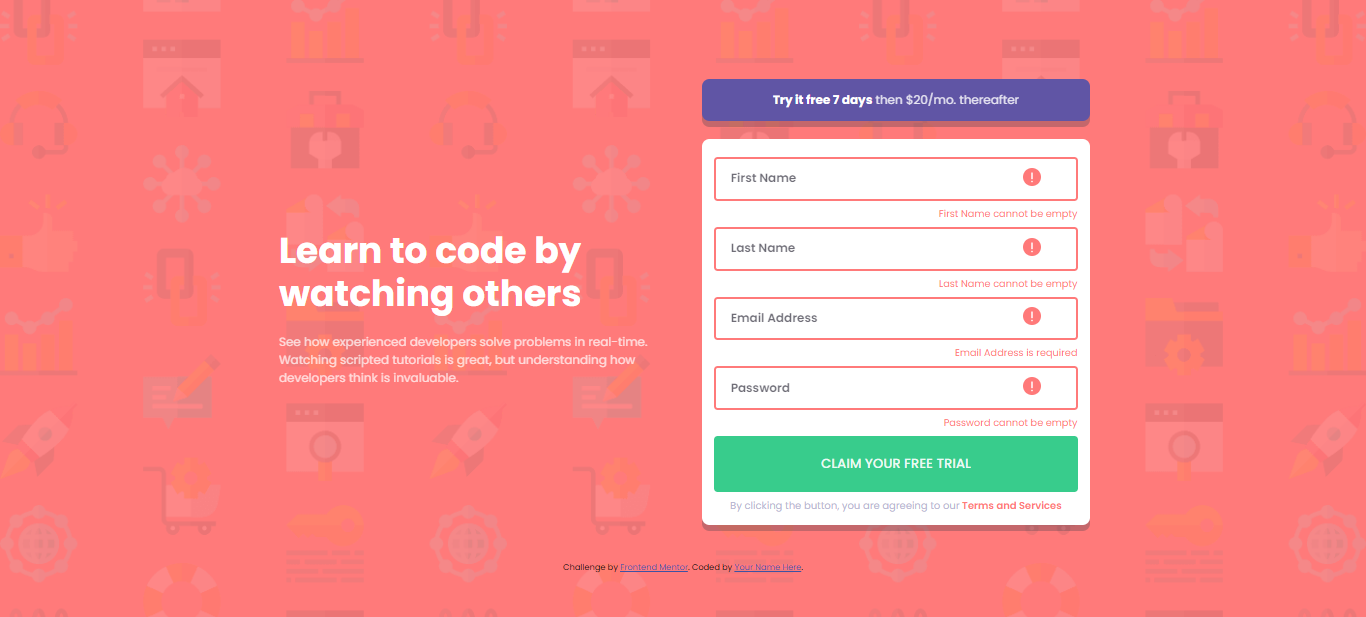 Try it free 7 days then $20/mo. thereafter
Learn to code by
watching others
See how experienced developers solve problems in real-time.
Watching scripted tutorials is great, but understanding how
developers think is invaluable.
First Name
First Name cannot be empty
Last Name
Last Name cannot be empty
Email Address
Email Address is required
Password
Password cannot be empty
CLAIM YOUR FREE TRIAL
By clicking the button, you are agreeing to our Terms and Services
Challenge by Frontend Mentor. Coded by Your Name Here.